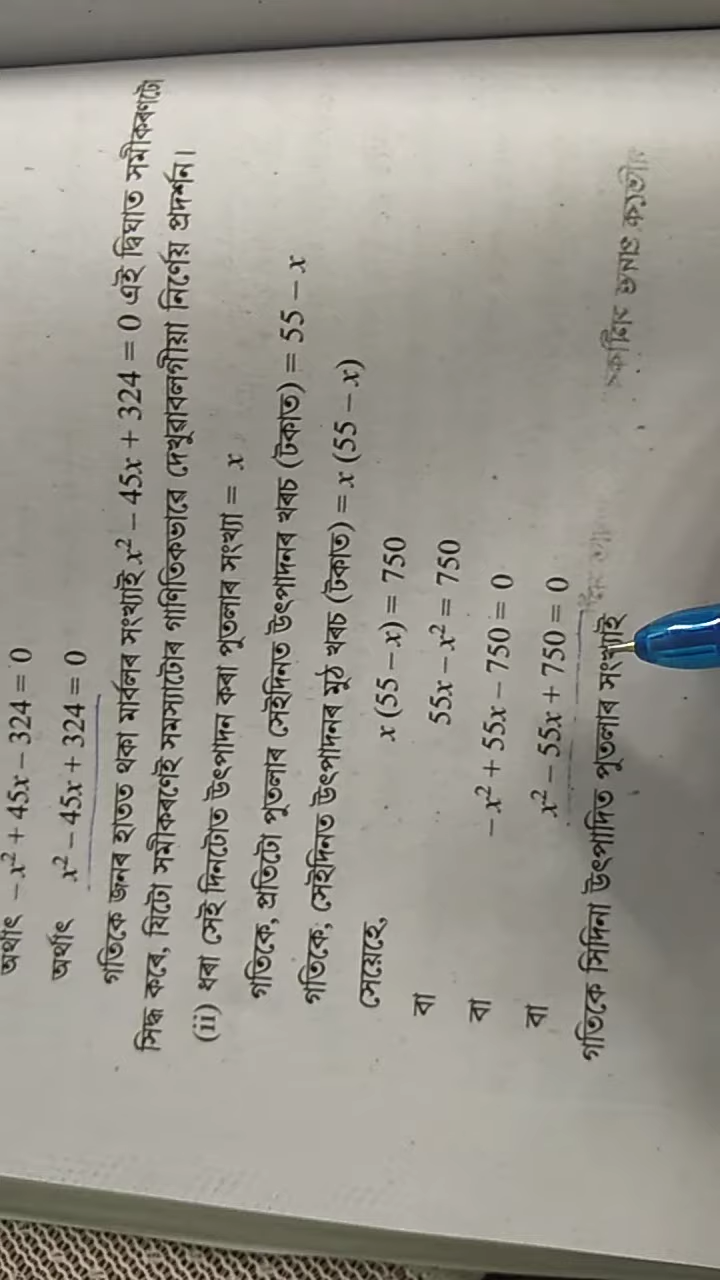 অৰ্থাৎ − x² + 45x − 324 = 0
অৰ্থাৎ x² − 45x + 324 = 0
গতিকে জনৰ হাতত থকা মাৰ্বলৰ সংখ্যাই x² − 45x + 324 = 0 এই দ্বিঘাত সমীকৰণটো
সিদ্ধ কৰে, যিটো সমীকৰণেই সমস্যাটোৰ গাণিতিকভাৱে দেখুৱাবলগীয়া নিৰ্ণেয় প্ৰদৰ্শন।
(ii) ধৰা সেই দিনটোত উৎপাদন কৰা পুতলাৰ সংখ্যা = x
গতিকে, প্ৰতিটো পুতলাৰ সেইদিনত উৎপাদনৰ খৰচ (টকাত) = 55 − x
গতিকে, সেইদিনত উৎপাদনৰ মুঠ খৰচ (টকাত) = x (55 − x)
সেয়েহে, x (55 − x) = 750
বা 55x − x² = 750
বা − x² + 55x − 750 = 0
বা x² − 55x + 750 = 0
গতিকে সিদিনা উৎপাদিত পুতলাৰ সংখ্যাই